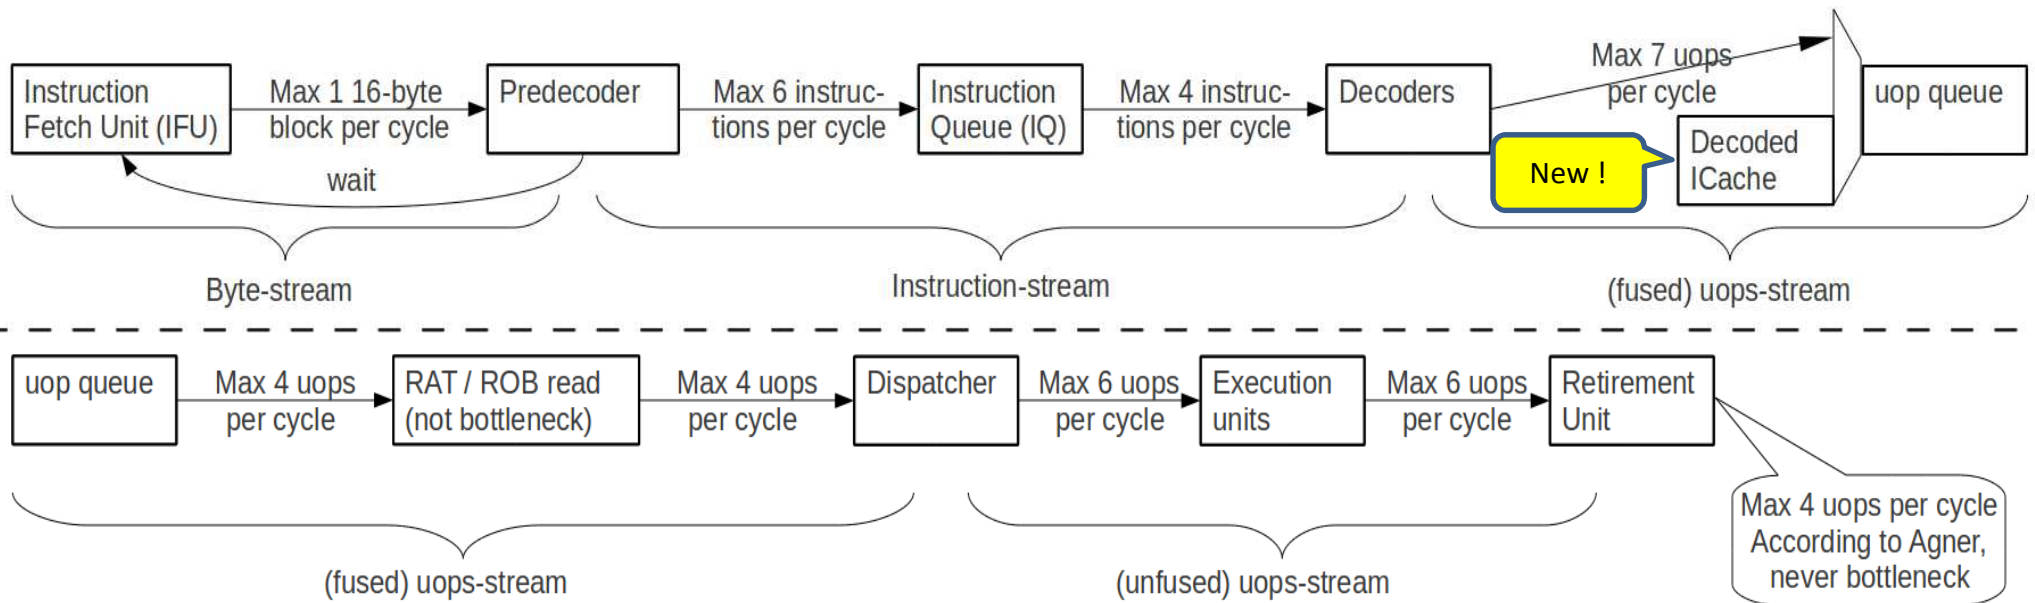 Instruction
Fetch Unit (IFU)
Max 1 16-byte
block per cycle
Predecoder
Max 6 instruc-
tions per cycle
Instruction
Queue (IQ)
Max 4 instruc-
tions per cycle
Decoders
Max 7 uops
per cycle
uop queue
Decoded
ICache
New !
wait
Byte-stream
Instruction-stream
(fused) uops-stream
uop queue
Max 4 uops
per cycle
RAT / ROB read
(not bottleneck)
Max 4 uops
per cycle
Dispatcher
Max 6 uops
per cycle
Execution
units
Max 6 uops
per cycle
Retirement
Unit
Max 4 uops per cycle
According to Agner,
never bottleneck
(fused) uops-stream
(unfused) uops-stream